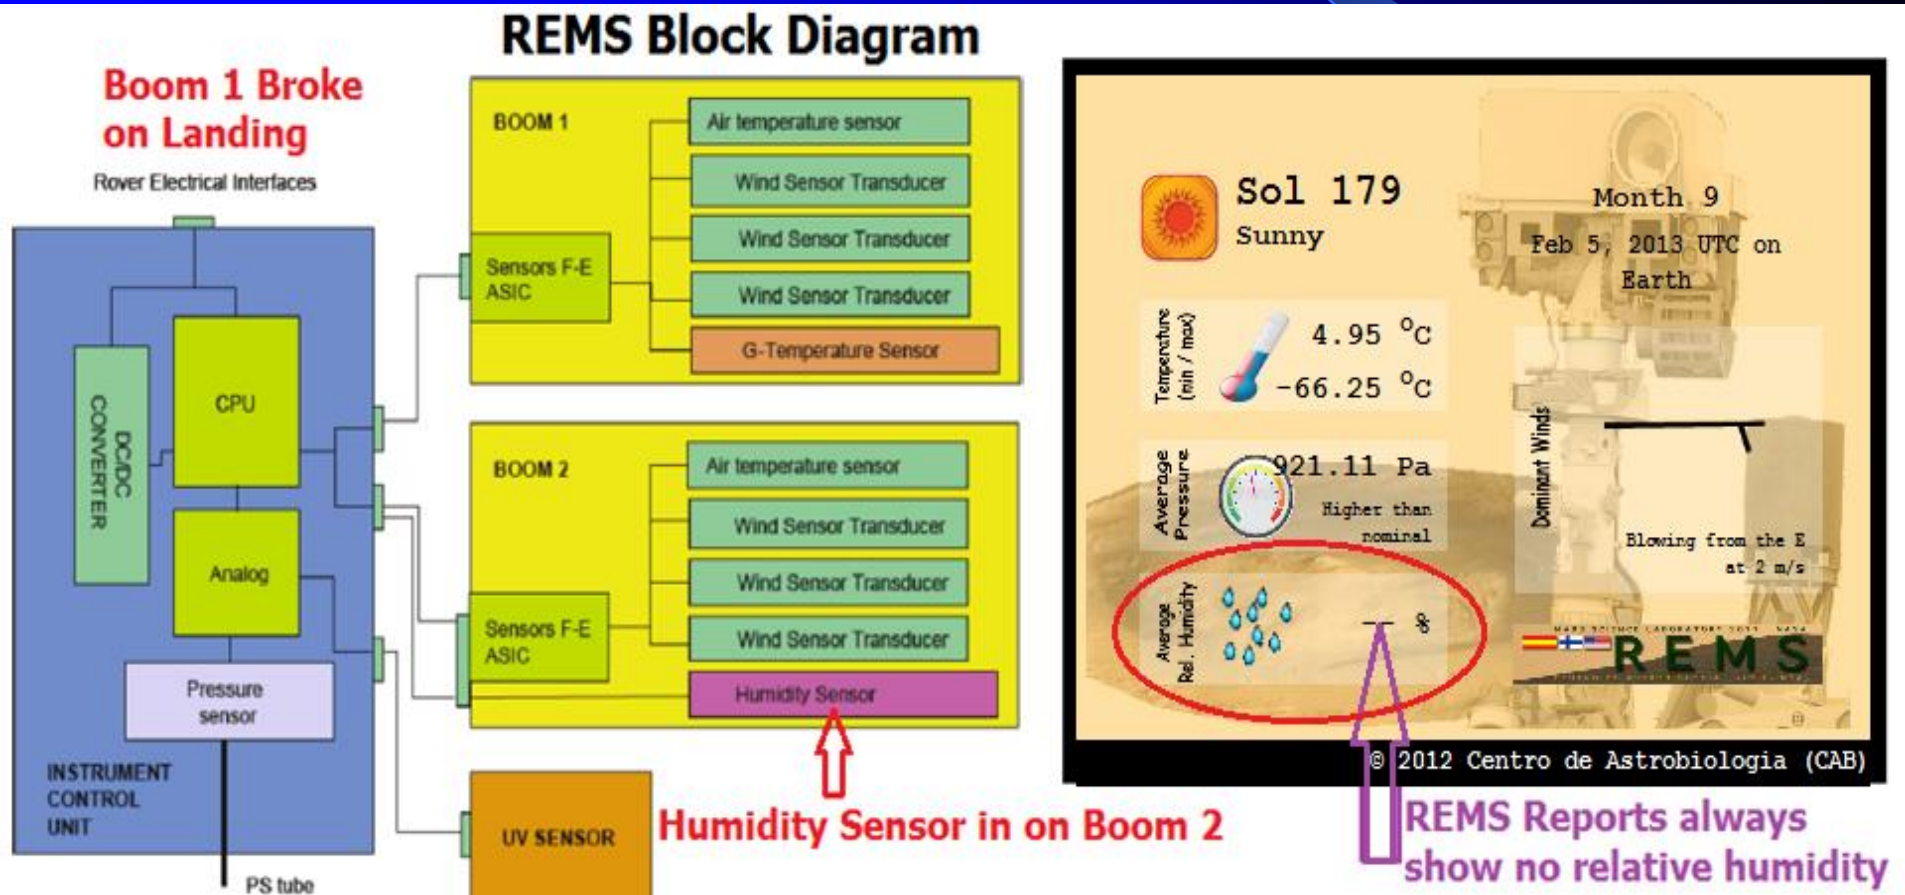 REMS Block Diagram
Boom 1 Broke
on Landing
Rover Electrical Interfaces
DC/DC
CONVERTER
CPU
Analog
Pressure
sensor
INSTRUMENT
CONTROL
UNIT
PS tube
BOOM 1
Sensors F-E
ASIC
Air temperature sensor
Wind Sensor Transducer
Wind Sensor Transducer
Wind Sensor Transducer
G-Temperature Sensor
BOOM 2
Sensors F-E
ASIC
Air temperature sensor
Wind Sensor Transducer
Wind Sensor Transducer
Wind Sensor Transducer
Humidity Sensor
UV SENSOR
Humidity Sensor in on Boom 2
Sol 179
Sunny
Month 9
Feb 5, 2013 UTC on
Earth
Temperature
(min / max)
4.95 °C
-66.25 °C
Average
Pressure
921.11 Pa
Higher than
nominal
Dominant Winds
Blowing from the E
at 2 m/s
Average
Rel. Humidity
-- %
MARS SCIENCE LABORATORY
NASA
REMS
© 2012 Centro de Astrobiologia (CAB)
REMS Reports always
show no relative humidity